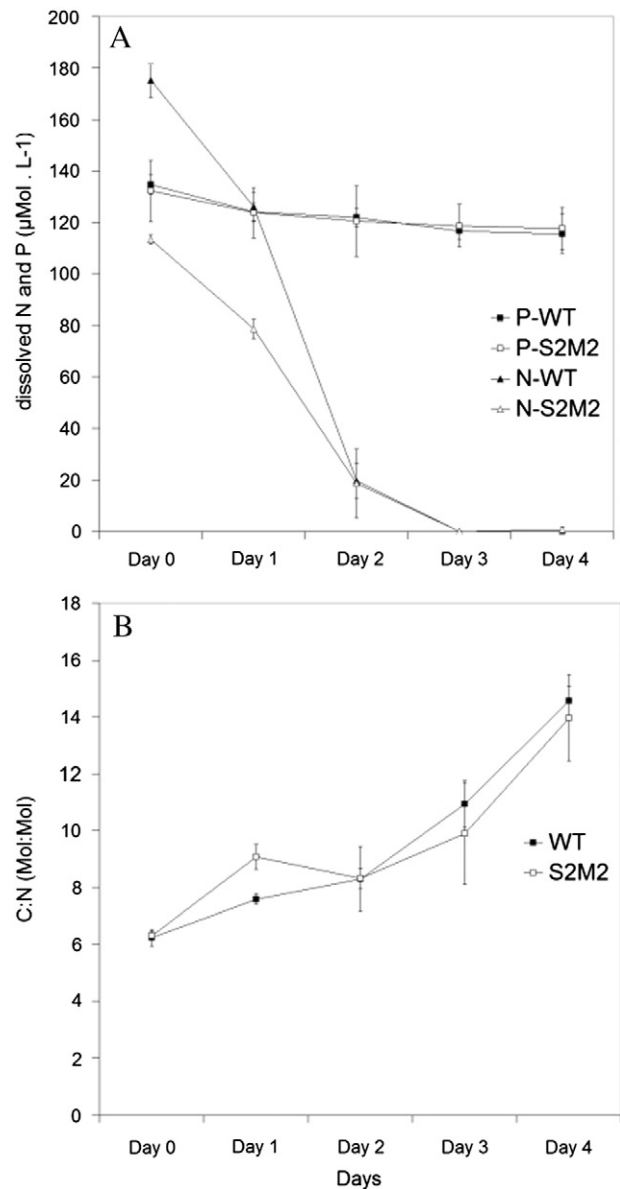 A
dissolved N and P (µMol . L-1)
200
180
160
140
120
100
80
60
40
20
0
P-WT
P-S2M2
N-WT
N-S2M2
Day 0 Day 1 Day 2 Day 3 Day 4
B
C:N (Mol:Mol)
18
16
14
12
10
8
6
4
2
0
WT
S2M2
Day 0 Day 1 Day 2 Day 3 Day 4
Days